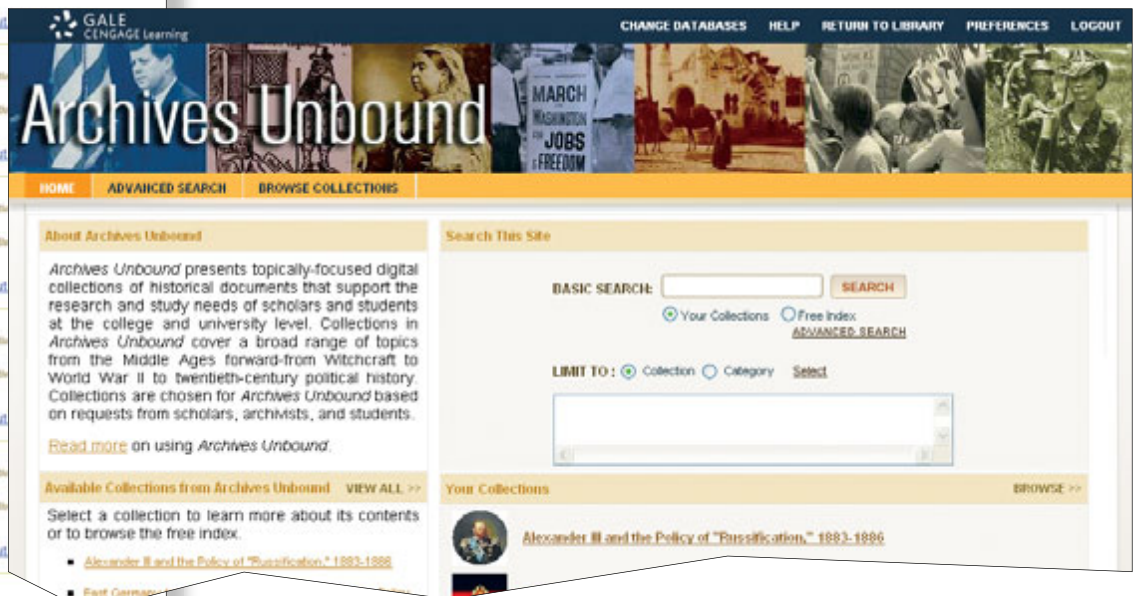 GALE
CENGAGE Learning
CHANGE DATABASES HELP RETURN TO LIBRARY PREFERENCES LOGOUT
Archives Unbound
MARCH
WASHINGTON
FOR JOBS
& FREEDOM
HOME ADVANCED SEARCH BROWSE COLLECTIONS
About Archives Unbound
Archives Unbound presents topically-focused digital
collections of historical documents that support the
research and study needs of scholars and students
at the college and university level. Collections in
Archives Unbound cover a broad range of topics
from the Middle Ages forward-from Witchcraft to
World War II to twentieth-century political history.
Collections are chosen for Archives Unbound based
on requests from scholars, archivists, and students.
Read more on using Archives Unbound.
Search This Site
BASIC SEARCH: SEARCH
Your Collections Free Index
ADVANCED SEARCH
LIMIT TO : Collection Category Select
Available Collections from Archives Unbound VIEW ALL >>
Select a collection to learn more about its contents
or to browse the free index.
Alexander III and the Policy of "Russification," 1883-1886
East Germany
Your Collections BROWSE >>
Alexander III and the Policy of "Russification," 1883-1886